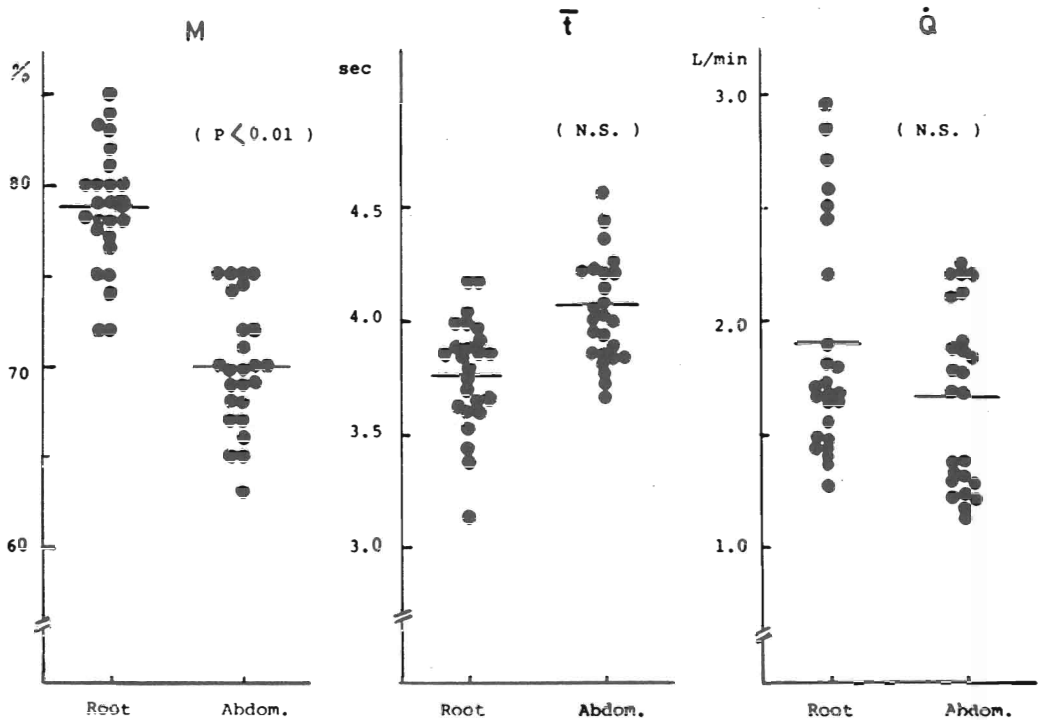 M
%
( P < 0.01 )
80
70
60
Root Abdom.
t̄
sec
( N.S. )
4.5
4.0
3.5
3.0
Root Abdom.
Q̇
L/min
3.0
( N.S. )
2.0
1.0
Root Abdom.